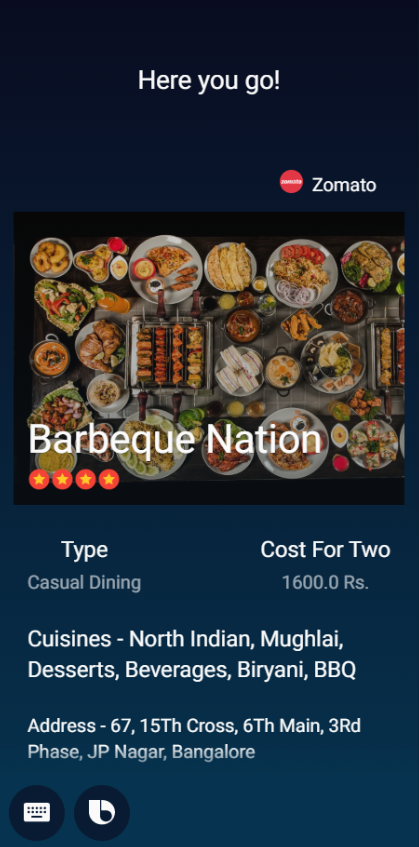 Here you go!
zomato
Zomato
Barbeque Nation
Type
Cost For Two
Casual Dining
1600.0 Rs.
Cuisines - North Indian, Mughlai,
Desserts, Beverages, Biryani, BBQ
Address - 67, 15Th Cross, 6Th Main, 3Rd
Phase, JP Nagar, Bangalore